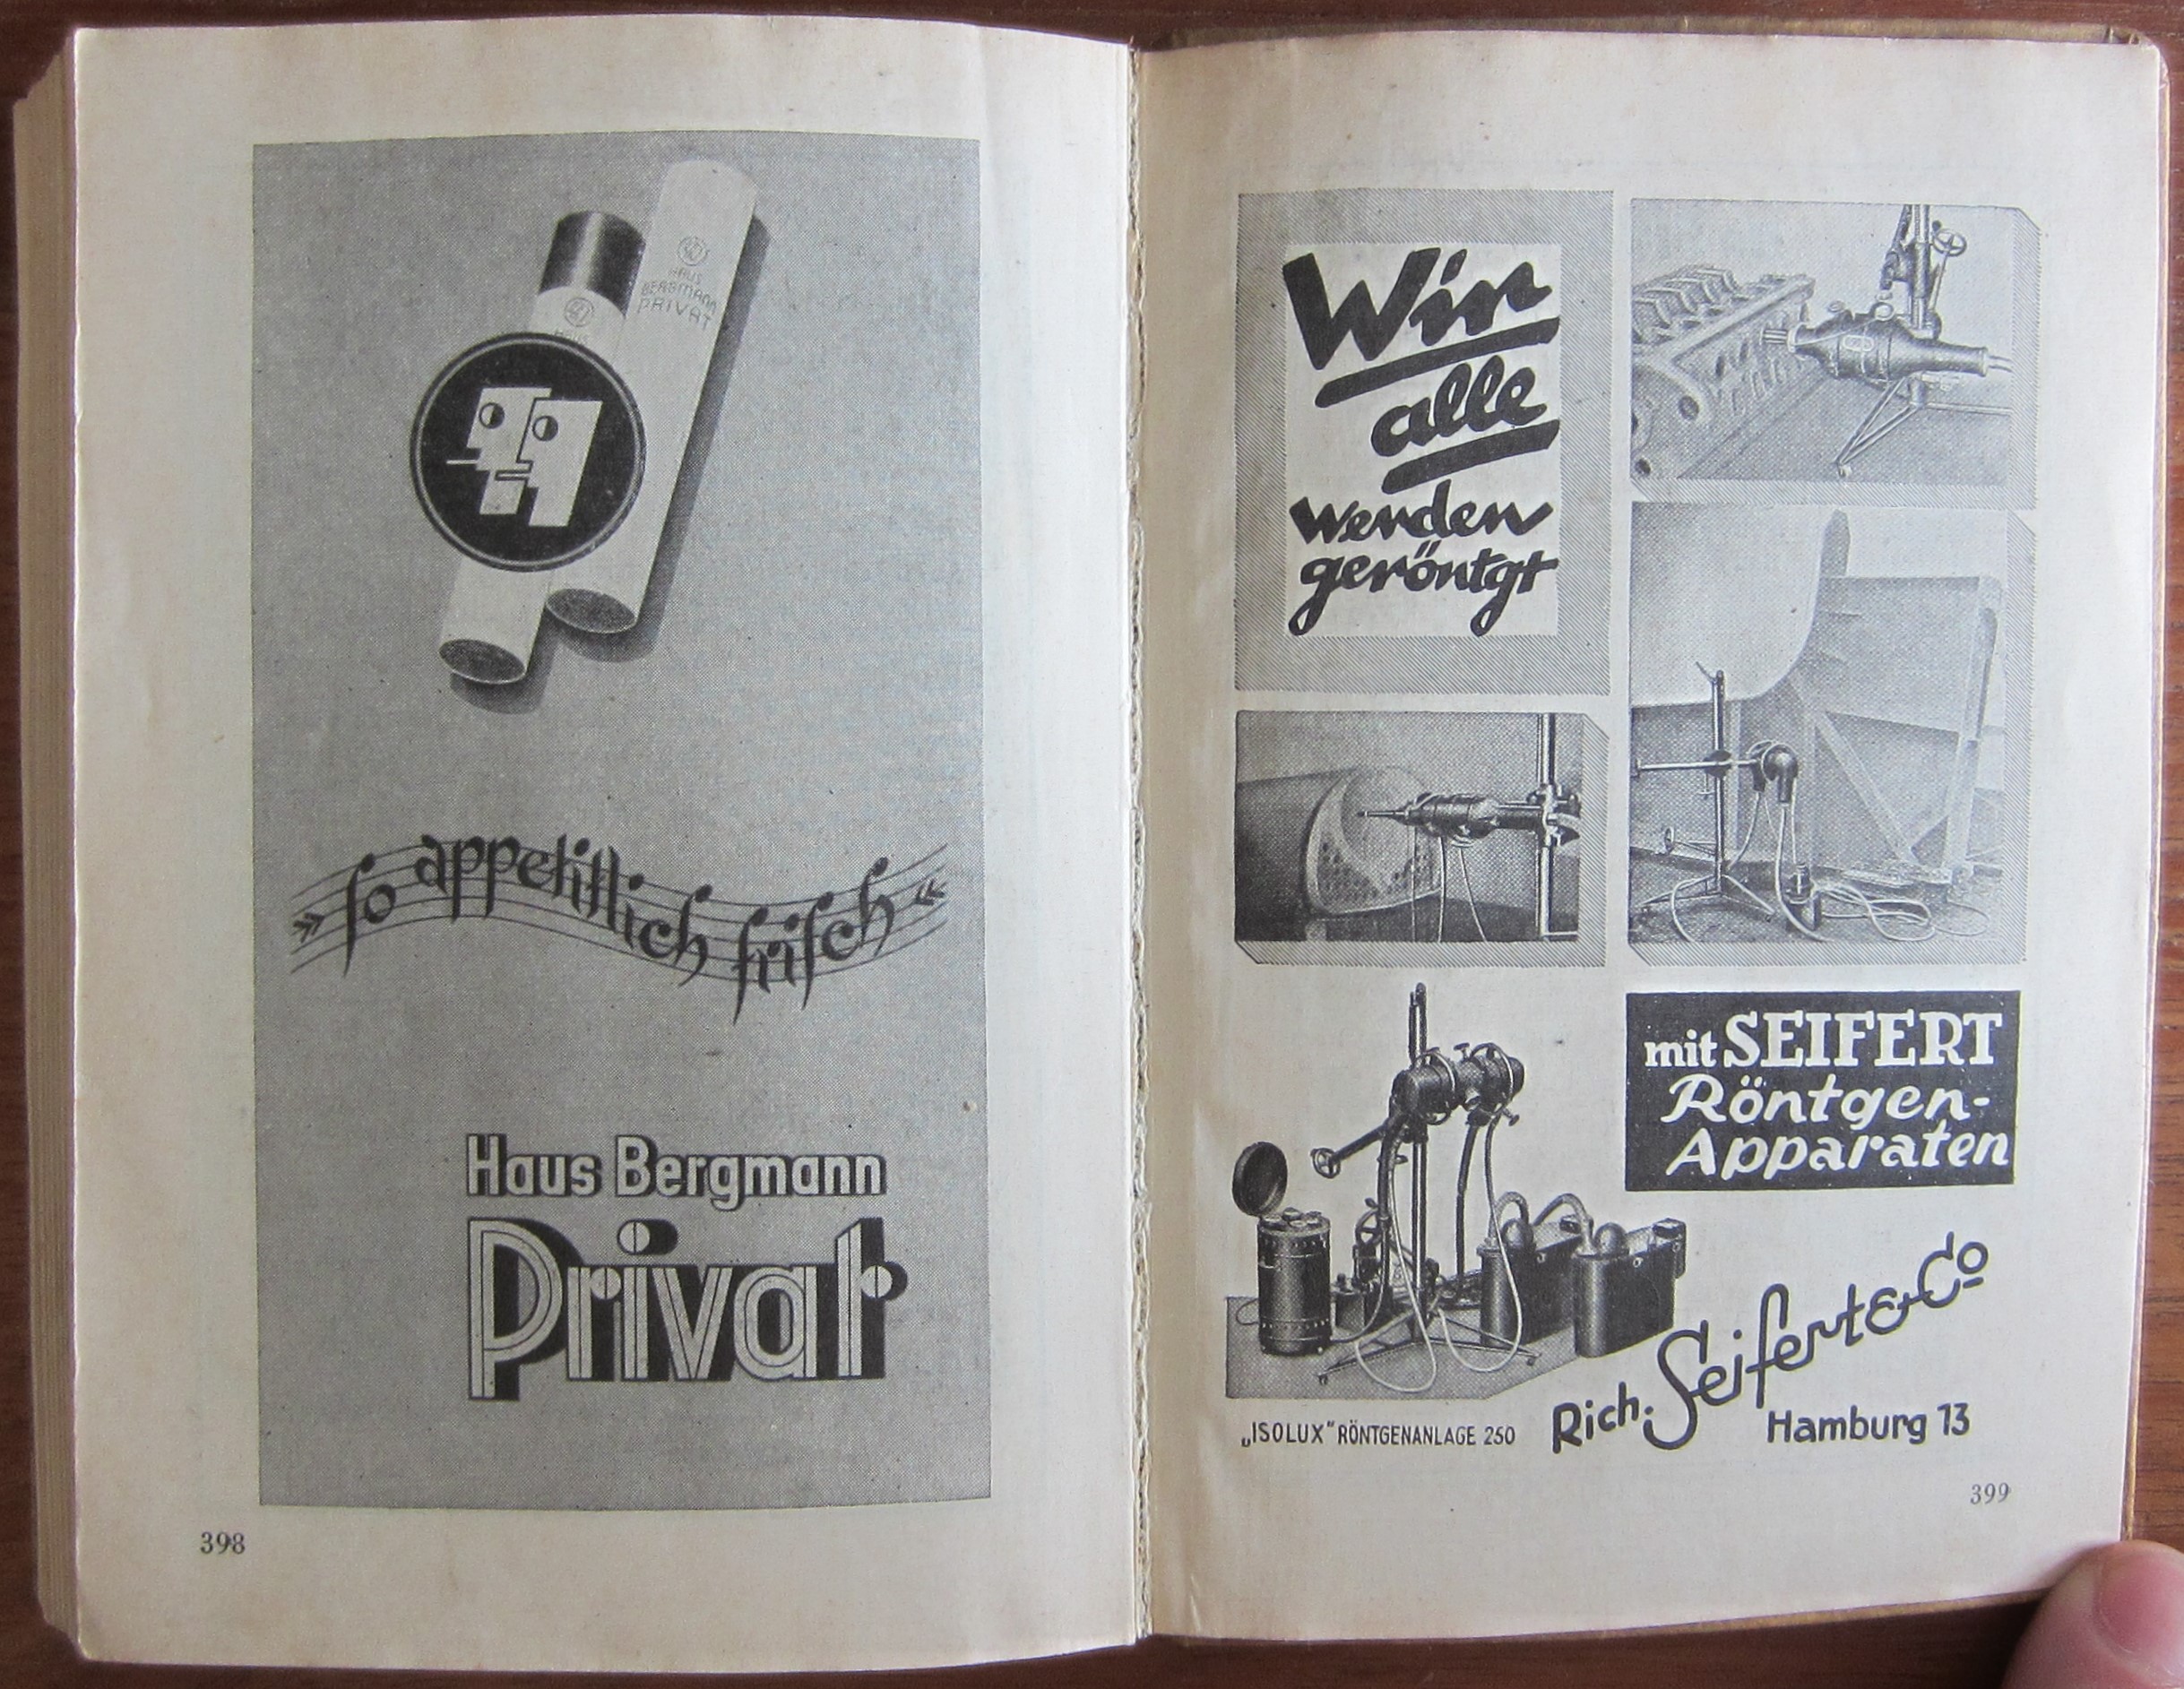 HAUS
BERGMANN
PRIVAT
HAUS
»so appetitlich frisch«
Haus Bergmann
Privat
398
Wir
alle
werden
geröntgt
mit SEIFERT
Röntgen-
Apparaten
Rich. Seifert & Co
Hamburg 13
„ISOLUX“ RÖNTGENANLAGE 250
399